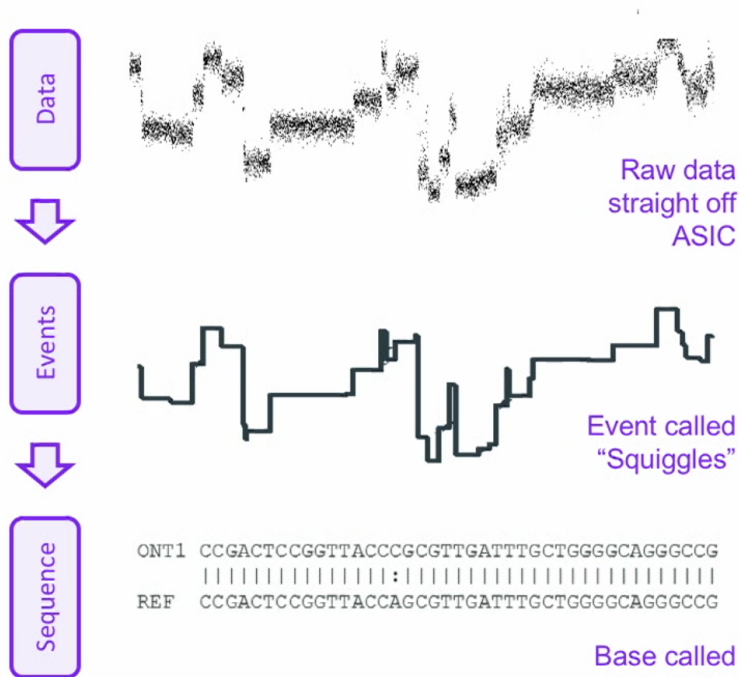 Data
Raw data
straight off
ASIC
Events
Event called
“Squiggles”
Sequence
ONT1 CCGACTCCGGTTACCCGCGTTGATTTGCTGGGGCAGGGCCG
|||||||||||||||:|||||||||||||||||||||||||
REF CCGACTCCGGTTACCAGCGTTGATTTGCTGGGGCAGGGCCG
Base called